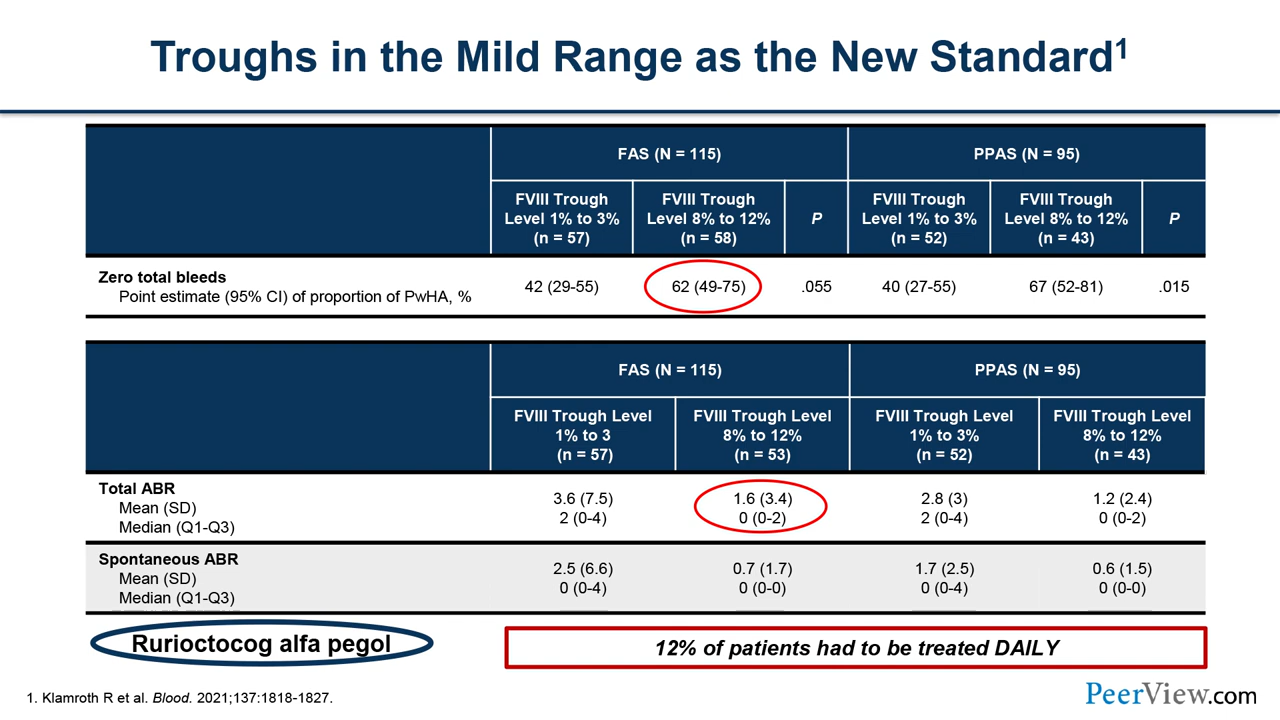 Troughs in the Mild Range as the New Standard1
FAS (N = 115) PPAS (N = 95)
FVIII Trough Level 1% to 3% (n = 57) FVIII Trough Level 8% to 12% (n = 58) P FVIII Trough Level 1% to 3% (n = 52) FVIII Trough Level 8% to 12% (n = 43) P
Zero total bleeds
Point estimate (95% CI) of proportion of PwHA, % 42 (29-55) 62 (49-75) .055 40 (27-55) 67 (52-81) .015
FAS (N = 115) PPAS (N = 95)
FVIII Trough Level 1% to 3 (n = 57) FVIII Trough Level 8% to 12% (n = 53) FVIII Trough Level 1% to 3% (n = 52) FVIII Trough Level 8% to 12% (n = 43)
Total ABR
Mean (SD) 3.6 (7.5) 1.6 (3.4) 2.8 (3) 1.2 (2.4)
Median (Q1-Q3) 2 (0-4) 0 (0-2) 2 (0-4) 0 (0-2)
Spontaneous ABR
Mean (SD) 2.5 (6.6) 0.7 (1.7) 1.7 (2.5) 0.6 (1.5)
Median (Q1-Q3) 0 (0-4) 0 (0-0) 0 (0-4) 0 (0-0)
Rurioctocog alfa pegol
12% of patients had to be treated DAILY
1. Klamroth R et al. Blood. 2021;137:1818-1827.
PeerView.com